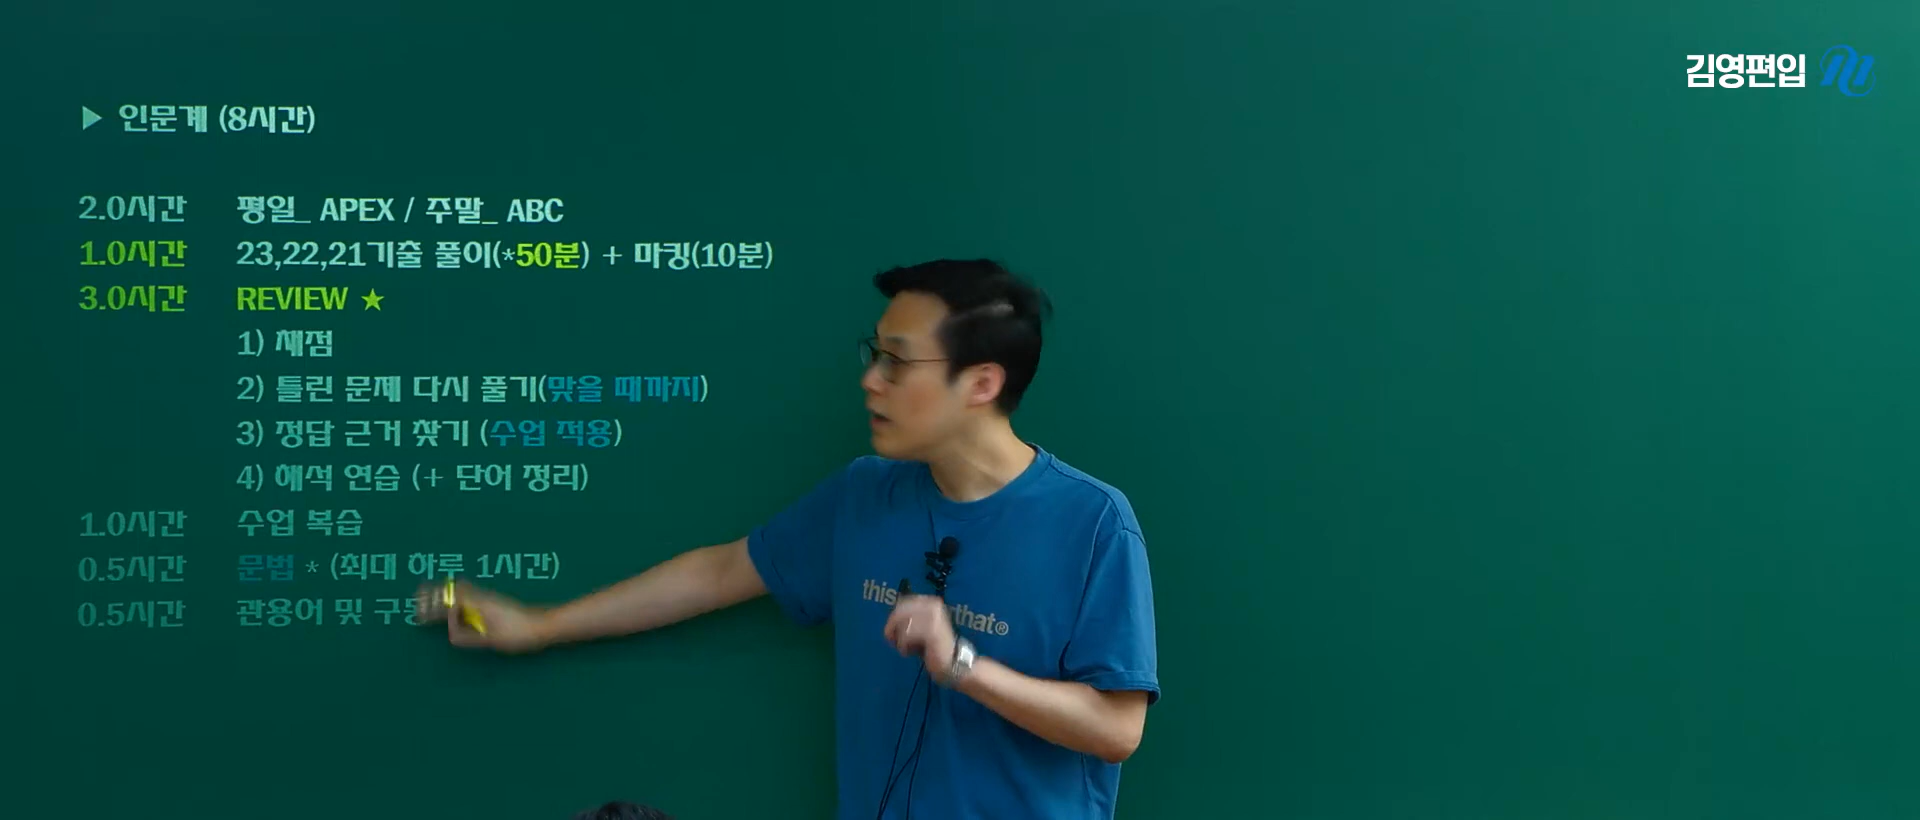 김영편입
▶ 인문계 (8시간)
2.0시간 평일_ APEX / 주말_ ABC
1.0시간 23,22,21기출 풀이(*50분) + 마킹(10분)
3.0시간 REVIEW ★
1) 채점
2) 틀린 문제 다시 풀기(맞을 때까지)
3) 정답 근거 찾기 (수업 적용)
4) 해석 연습 (+ 단어 정리)
1.0시간 수업 복습
0.5시간 문법 * (최대 하루 1시간)
0.5시간 관용어 및
that®